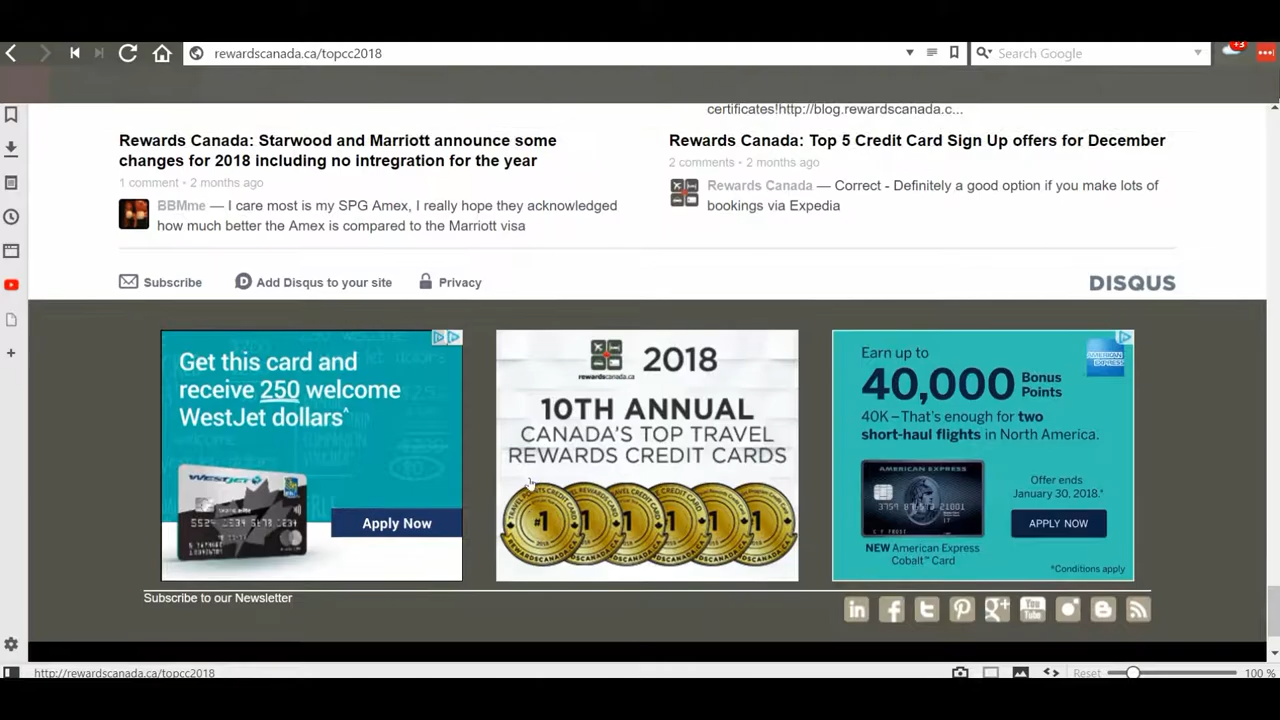 rewardscanada.ca/topcc2018
Search Google
+3
certificates!http://blog.rewardscanada.c...
Rewards Canada: Starwood and Marriott announce some
changes for 2018 including no intregration for the year
1 comment • 2 months ago
BBMme — I care most is my SPG Amex, I really hope they acknowledged
how much better the Amex is compared to the Marriott visa
Rewards Canada: Top 5 Credit Card Sign Up offers for December
2 comments • 2 months ago
Rewards Canada — Correct - Definitely a good option if you make lots of
bookings via Expedia
Subscribe
Add Disqus to your site
Privacy
DISQUS
Get this card and
receive 250 welcome
WestJet dollars^
WESTJET
Apply Now
rewardscanada.ca
2018
10TH ANNUAL
CANADA'S TOP TRAVEL
REWARDS CREDIT CARDS
#1
Earn up to
40,000 Bonus
Points
40K – That's enough for two
short-haul flights in North America.
AMERICAN EXPRESS
AMERICAN EXPRESS
Offer ends
January 30, 2018.*
APPLY NOW
NEW American Express
Cobalt™ Card
*Conditions apply
Subscribe to our Newsletter
http://rewardscanada.ca/topcc2018
Reset
100 %